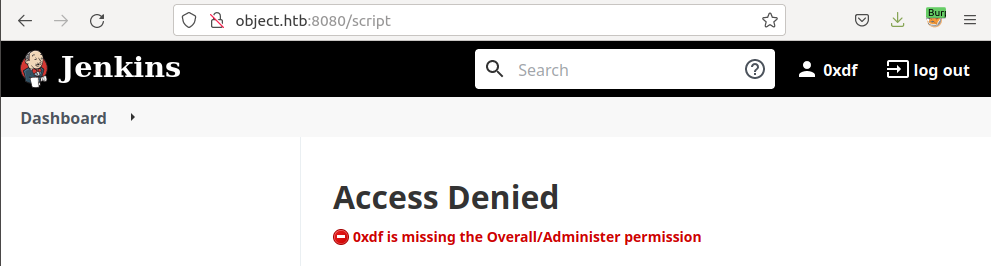 object.htb:8080/script
Burp
Jenkins
Search
0xdf
log out
Dashboard
Access Denied
0xdf is missing the Overall/Administer permission